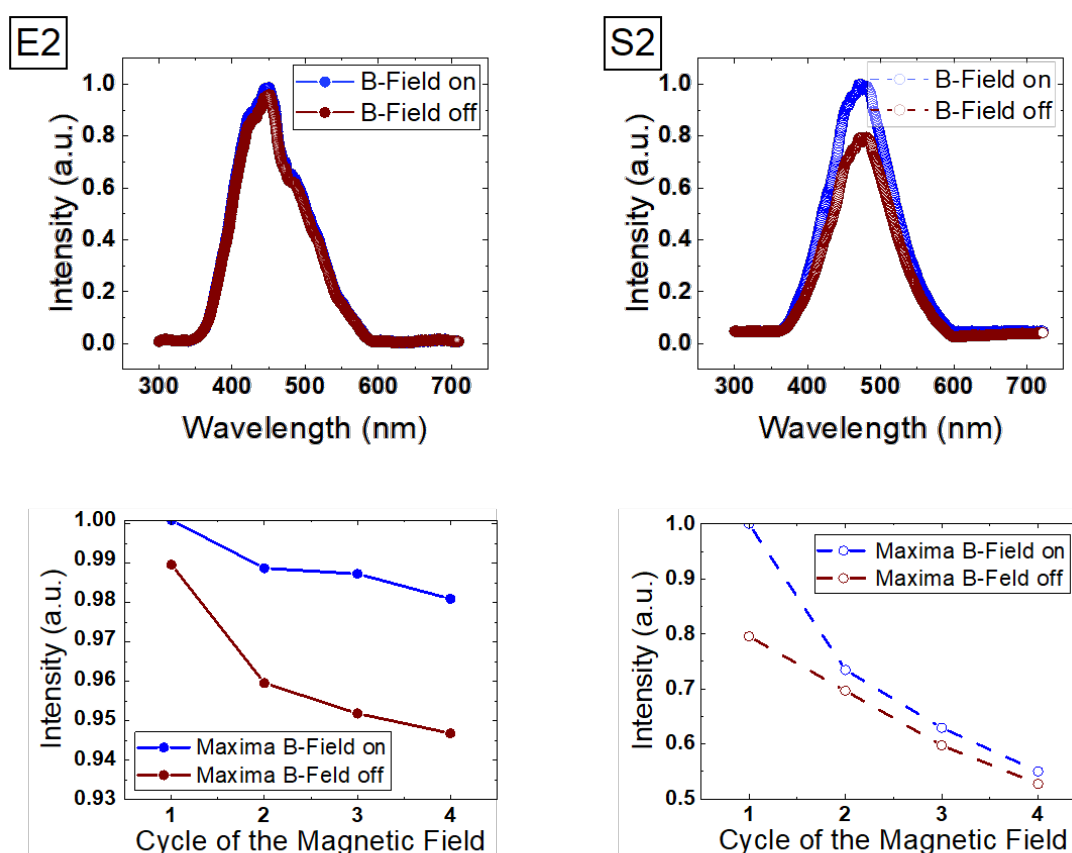 E2
B-Field on
B-Field off
Intensity (a.u.)
1.0
0.8
0.6
0.4
0.2
0.0
300 400 500 600 700
Wavelength (nm)
S2
B-Field on
B-Field off
Intensity (a.u.)
1.0
0.8
0.6
0.4
0.2
0.0
300 400 500 600 700
Wavelength (nm)
Intensity (a.u.)
1.00
0.99
0.98
0.97
0.96
0.95
0.94
0.93
Maxima B-Field on
Maxima B-Feld off
1 2 3 4
Cycle of the Magnetic Field
Intensity (a.u.)
1.0
0.9
0.8
0.7
0.6
0.5
Maxima B-Field on
Maxima B-Feld off
1 2 3 4
Cycle of the Magnetic Field